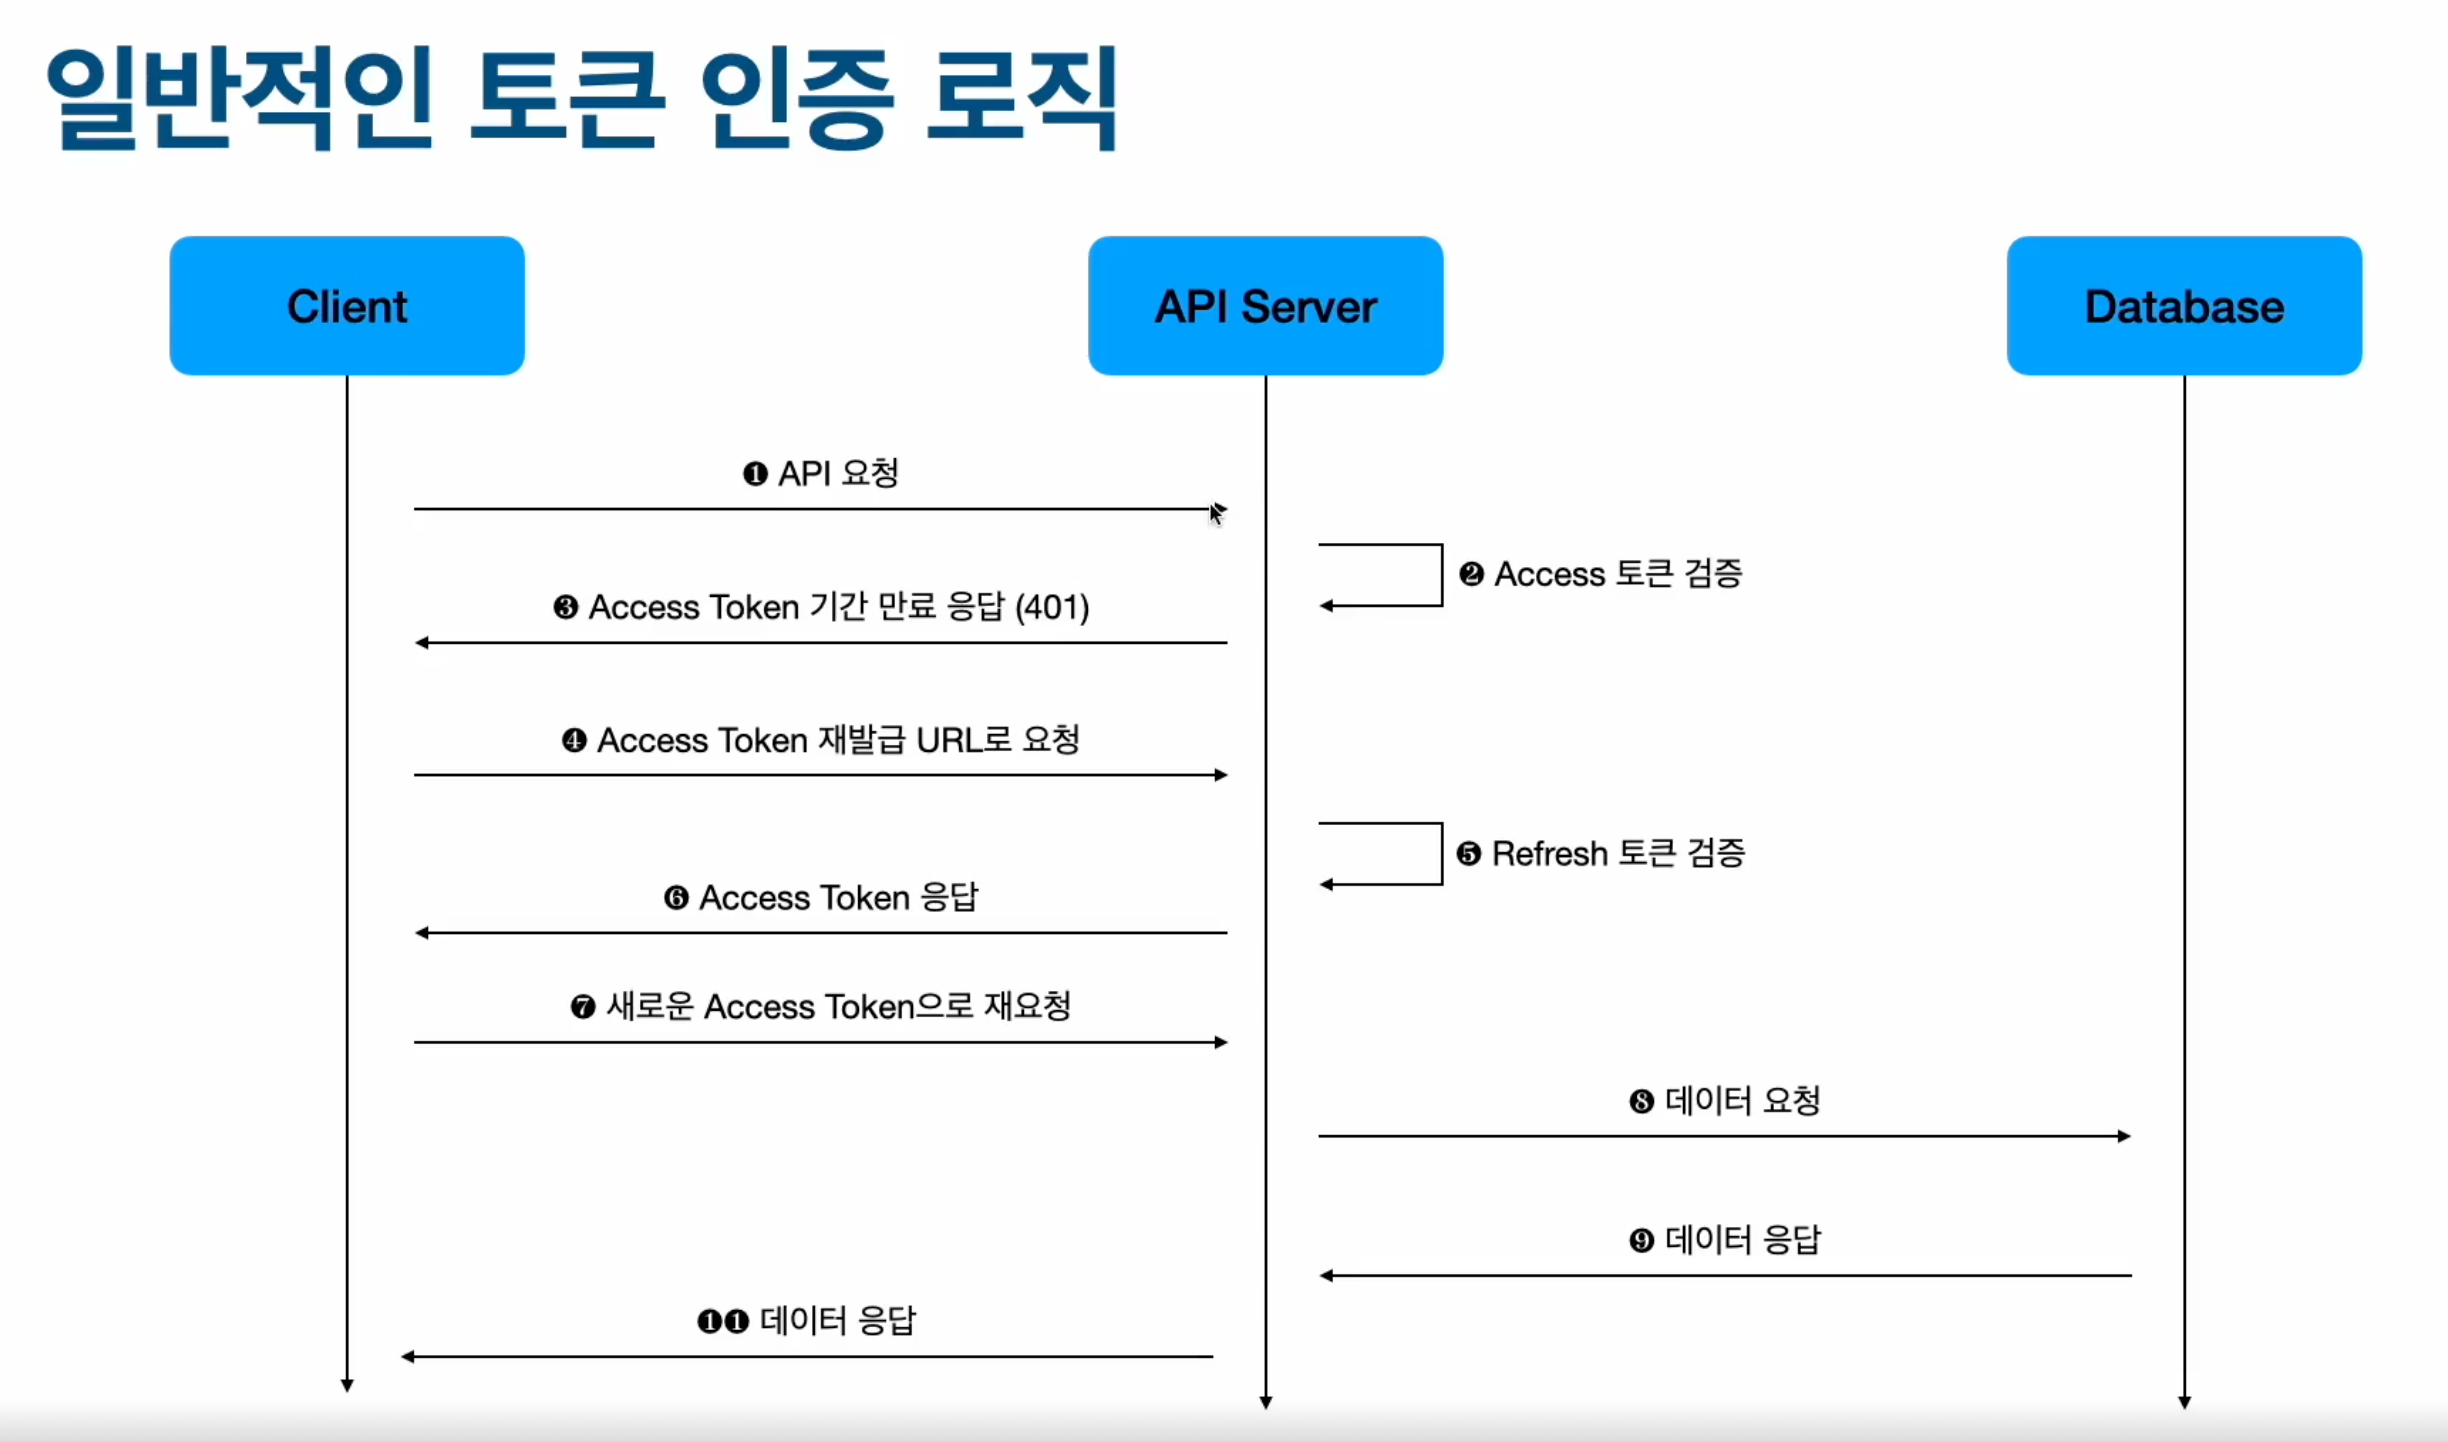 일반적인 토큰 인증 로직
Client
API Server
Database
❶ API 요청
❷ Access 토큰 검증
❸ Access Token 기간 만료 응답 (401)
❹ Access Token 재발급 URL로 요청
❺ Refresh 토큰 검증
❻ Access Token 응답
❼ 새로운 Access Token으로 재요청
❽ 데이터 요청
❾ 데이터 응답
❶❶ 데이터 응답